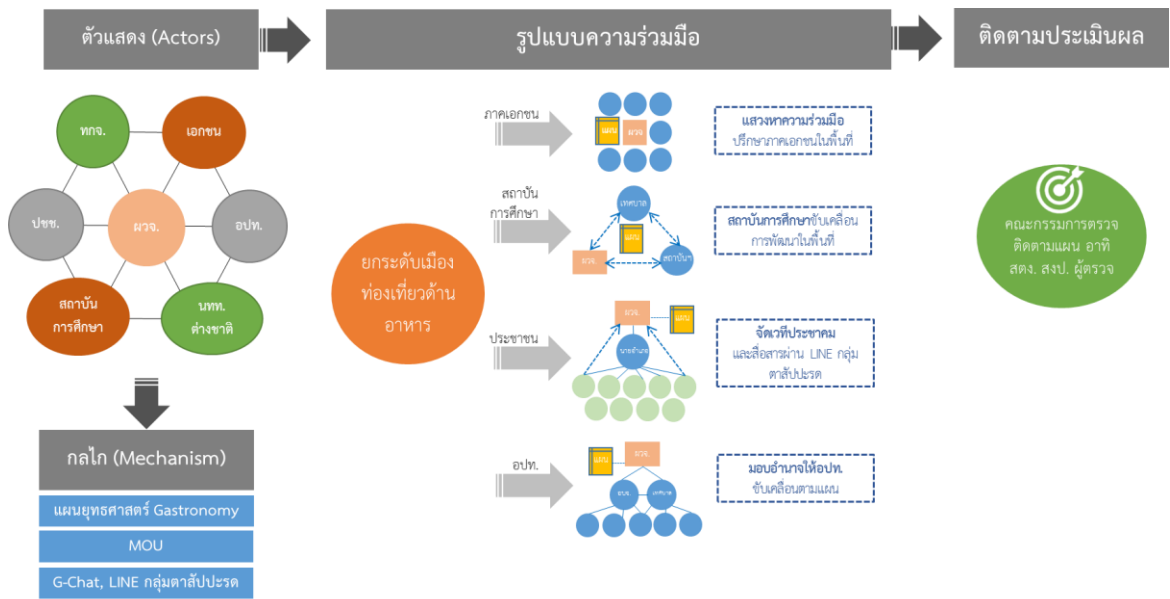 ตัวแสดง (Actors)
รูปแบบความร่วมมือ
ติดตามประเมินผล
ทกจ.
เอกชน
ปชช.
ผวจ.
อปท.
สถาบัน
การศึกษา
นทท.
ต่างชาติ
กลไก (Mechanism)
แผนยุทธศาสตร์ Gastronomy
MOU
G-Chat, LINE กลุ่มตาสัปปะรด
ยกระดับเมือง
ท่องเที่ยวด้าน
อาหาร
ภาคเอกชน
แผน
ผวจ
แสวงหาความร่วมมือ
ปรึกษาภาคเอกชนในพื้นที่
สถาบัน
การศึกษา
เทศบาล
แผน
ผวจ.
สถาบันฯ
สถาบันการศึกษาขับเคลื่อน
การพัฒนาในพื้นที่
ประชาชน
ผวจ.
แผน
นายอำเภอ
จัดเวทีประชาคม
และสื่อสารผ่าน LINE กลุ่ม
ตาสัปปะรด
อปท.
แผน
ผวจ.
อบจ.
เทศบาล
มอบอำนาจให้อปท.
ขับเคลื่อนตามแผน
คณะกรรมการตรวจ
ติดตามแผน อาทิ
สตง. สงป. ผู้ตรวจ